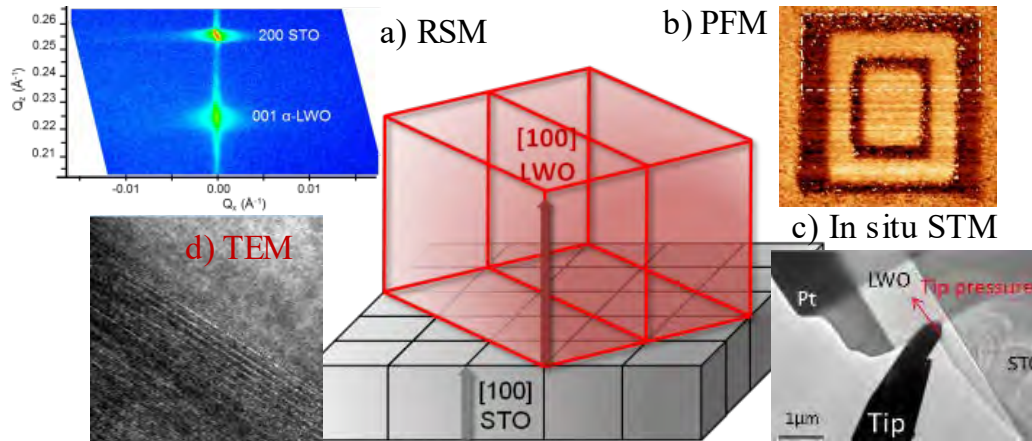 a) RSM
0.26
0.25
0.24
0.23
0.22
0.21
Qz (Å-1)
200 STO
001 α-LWO
-0.01
0.00
0.01
Qx (Å-1)
b) PFM
[100]
LWO
[100]
STO
c) In situ STM
LWO
Tip pressure
Pt
STO
Tip
1μm
d) TEM